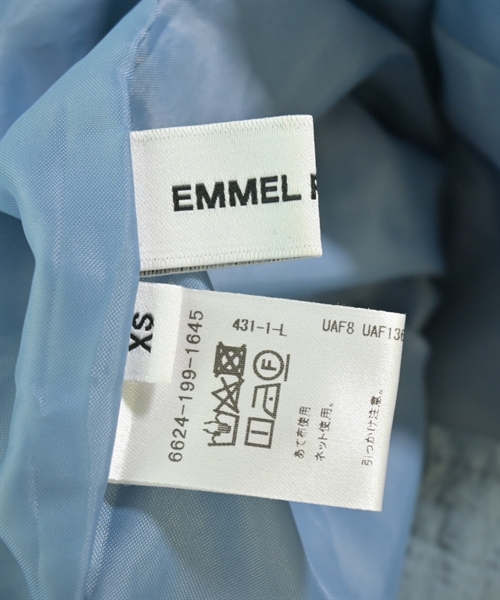 EMMEL R
XS
6624-199-1645
431-1-L
UAF8 UAF136
あて布使用
ネット使用。
引っかけ注意。